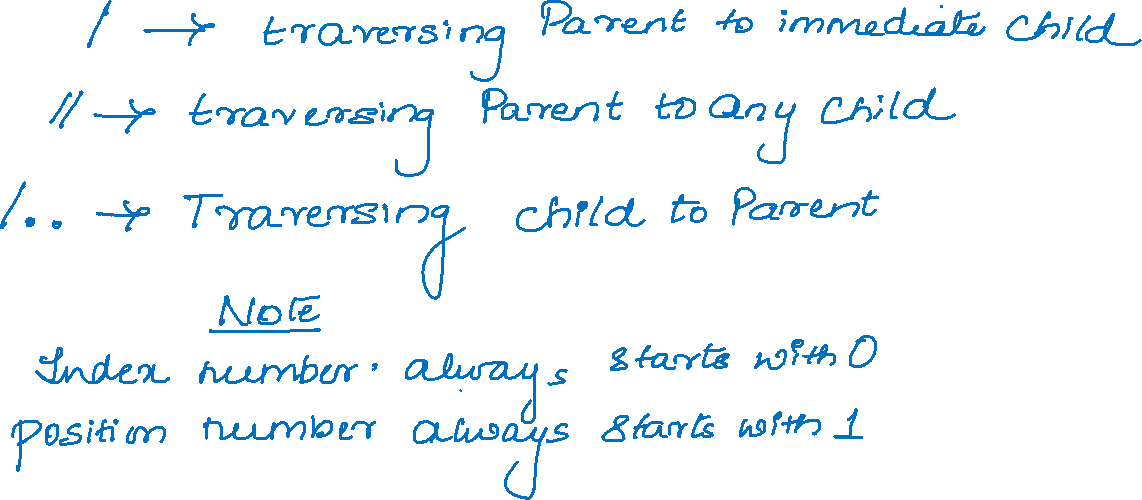 / → traversing Parent to immediate child
// → traversing Parent to any child
/.. → Traversing child to Parent
Note
Index number. always starts with 0
position number always starts with 1